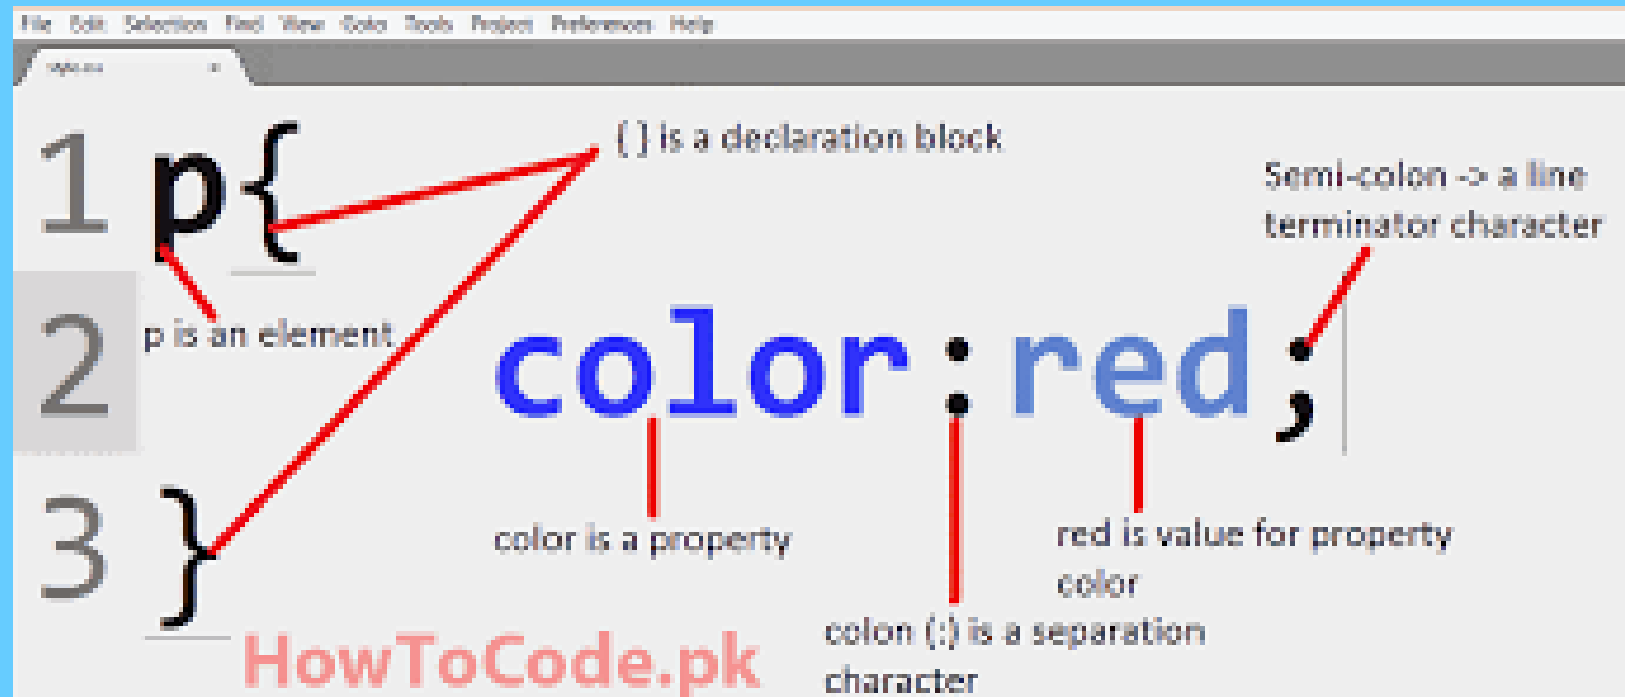 File Edit Selection Find View Goto Tools Project Preferences Help
1 p{
{ } is a declaration block
Semi-colon -> a line
terminator character
p is an element
2 color:red;
color is a property
red is value for property
color
3 }
colon (:) is a separation
character
HowToCode.pk